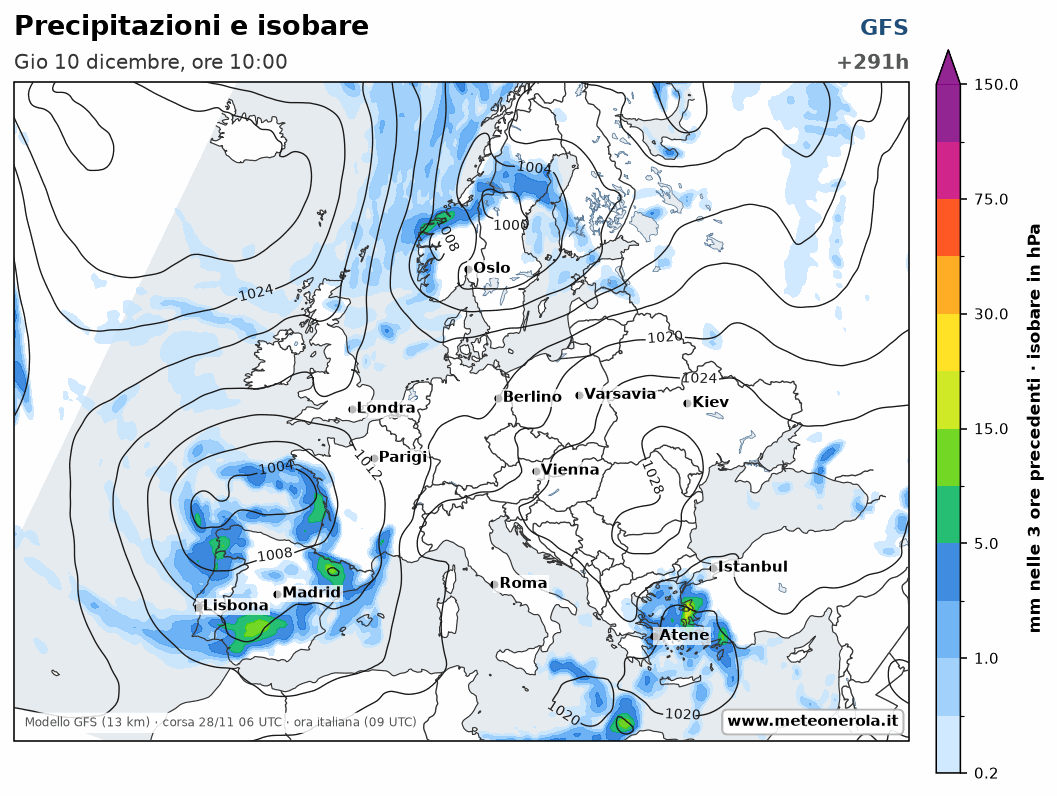 Precipitazioni e isobare
GFS
Gio 10 dicembre, ore 10:00
+291h
150.0
75.0
30.0
15.0
5.0
1.0
0.2
mm nelle 3 ore precedenti · isobare in hPa
1004
1000
1008
Oslo
1024
1020
1024
Berlino
Varsavia
Kiev
Londra
1012
Parigi
1004
Vienna
1028
1008
Istanbul
Roma
Madrid
Lisbona
Atene
1020
1020
Modello GFS (13 km) · corsa 28/11 06 UTC · ora italiana (09 UTC)
www.meteonerola.it